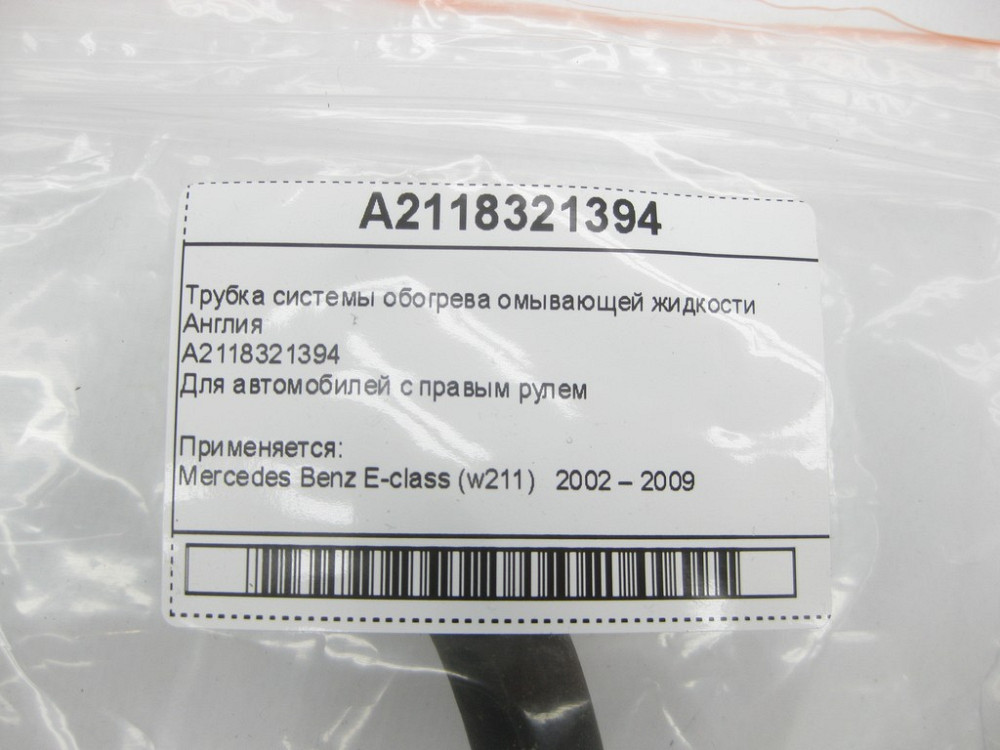 A2118321394
Трубка системы обогрева омывающей жидкости
Англия
A2118321394
Для автомобилей с правым рулем
Применяется:
Mercedes Benz E-class (w211) 2002 – 2009